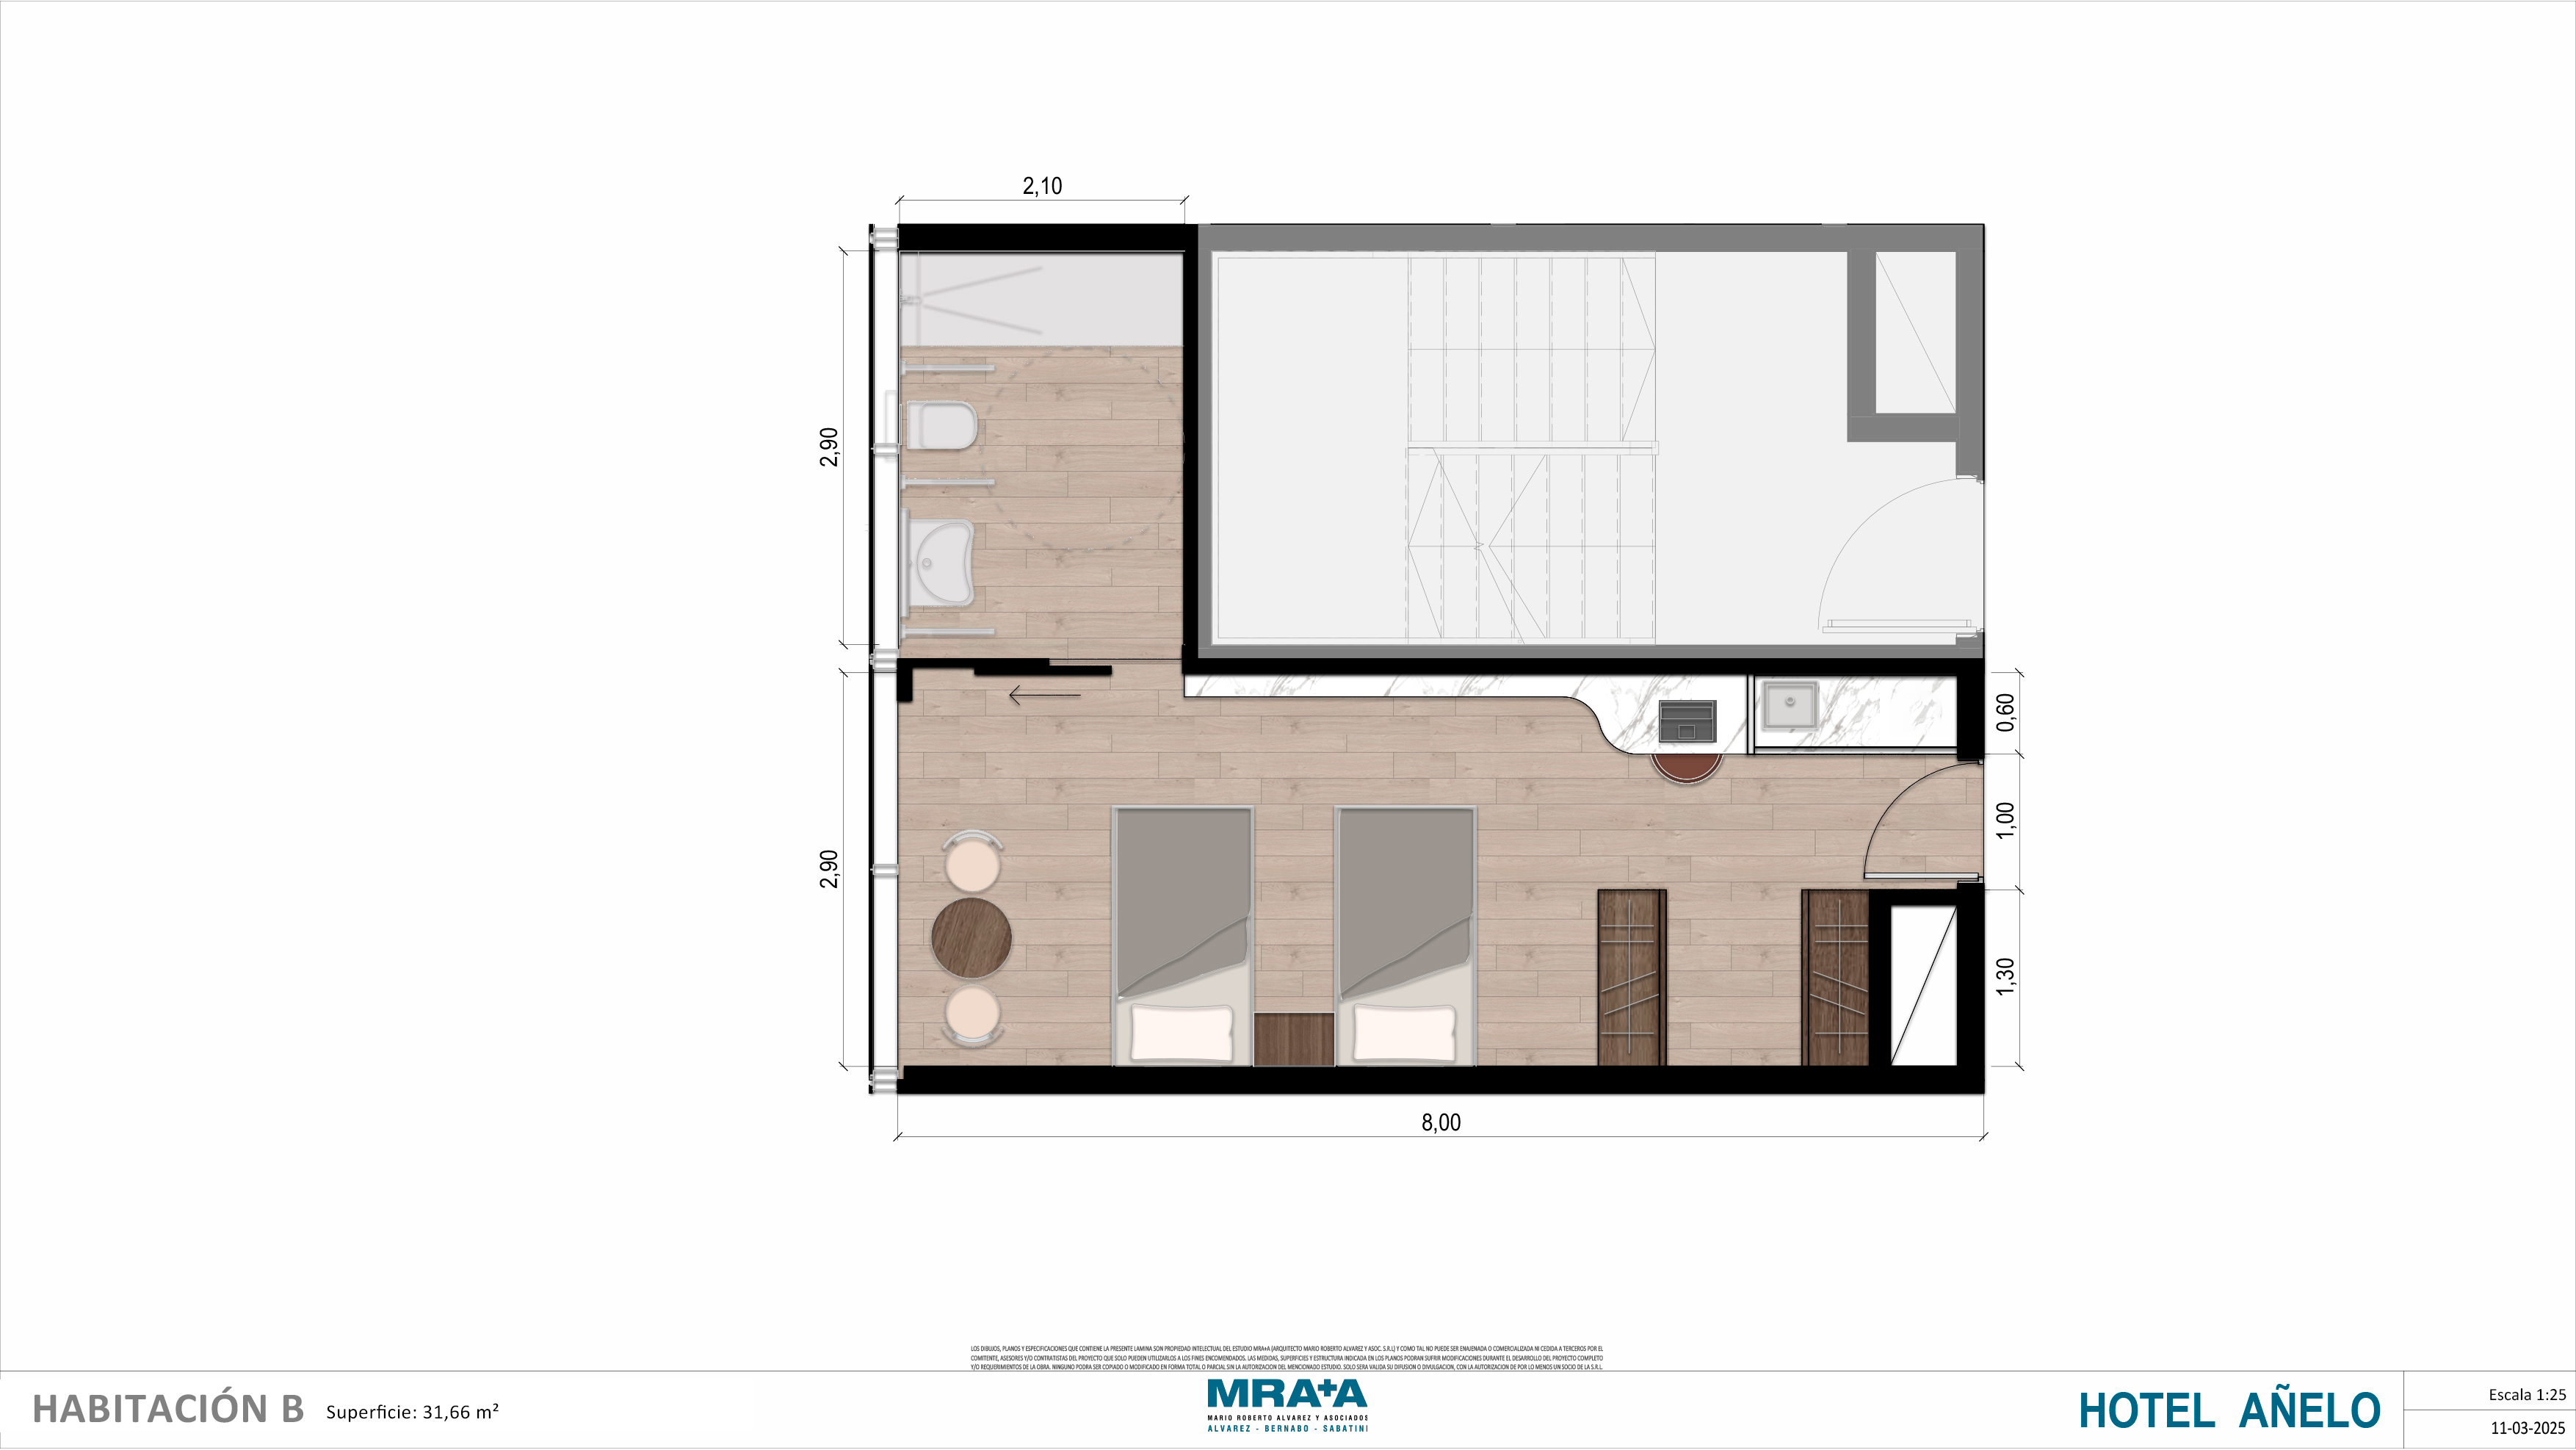 2,10
2,90
2,90
0,60
1,00
1,30
8,00
LOS DIBUJOS, PLANOS Y ESPECIFICACIONES QUE CONTIENE LA PRESENTE LAMINA SON PROPIEDAD INTELECTUAL DEL ESTUDIO MRA+A (ARQUITECTO MARIO ROBERTO ALVAREZ Y ASOC. S.R.L) Y COMO TAL NO PUEDE SER ENAJENADA O COMERCIALIZADA NI CEDIDA A TERCEROS POR EL
COMITENTE, ASESORES Y/O CONTRATISTAS DEL PROYECTO QUE SOLO PUEDEN UTILIZARLOS A LOS FINES ENCOMENDADOS. LAS MEDIDAS, SUPERFICIES Y ESTRUCTURA INDICADA EN LOS PLANOS PODRAN SUFRIR MODIFICACIONES DURANTE EL DESARROLLO DEL PROYECTO COMPLETO
Y/O REQUERIMIENTOS DE LA OBRA. NINGUNO PODRA SER COPIADO O MODIFICADO EN FORMA TOTAL O PARCIAL SIN LA AUTORIZACION DEL MENCIONADO ESTUDIO. SOLO SERA VALIDA SU DIFUSION O DIVULGACION, CON LA AUTORIZACION DE POR LO MENOS UN SOCIO DE LA S.R.L.
HABITACIÓN B
Superficie: 31,66 m²
MRA+A
MARIO ROBERTO ALVAREZ Y ASOCIADOS
ALVAREZ - BERNABO - SABATINI
HOTEL AÑELO
Escala 1:25
11-03-2025